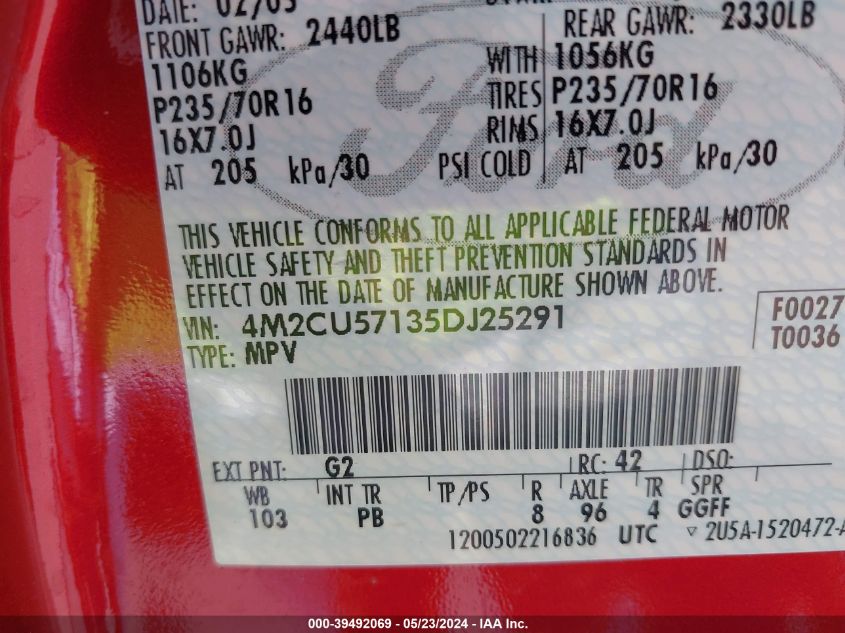 DATE: 02/05
FRONT GAWR: 2440LB REAR GAWR: 2330LB
1106KG WITH 1056KG
P235/70R16 TIRES P235/70R16
16X7.0J RIMS 16X7.0J
AT 205 kPa/30 PSI COLD AT 205 kPa/30
Ford
THIS VEHICLE CONFORMS TO ALL APPLICABLE FEDERAL MOTOR
VEHICLE SAFETY AND THEFT PREVENTION STANDARDS IN
EFFECT ON THE DATE OF MANUFACTURE SHOWN ABOVE.
VIN: 4M2CU57135DJ25291 F0027
TYPE: MPV T0036
EXT PNT: G2 RC: 42 DSO:
WB INT TR TP/PS R AXLE TR SPR
103 PB 8 96 4 GGFF
1200502216836 UTC ▽ 2U5A-1520472-A
000-39492069 — 05/23/2024 — IAA Inc.